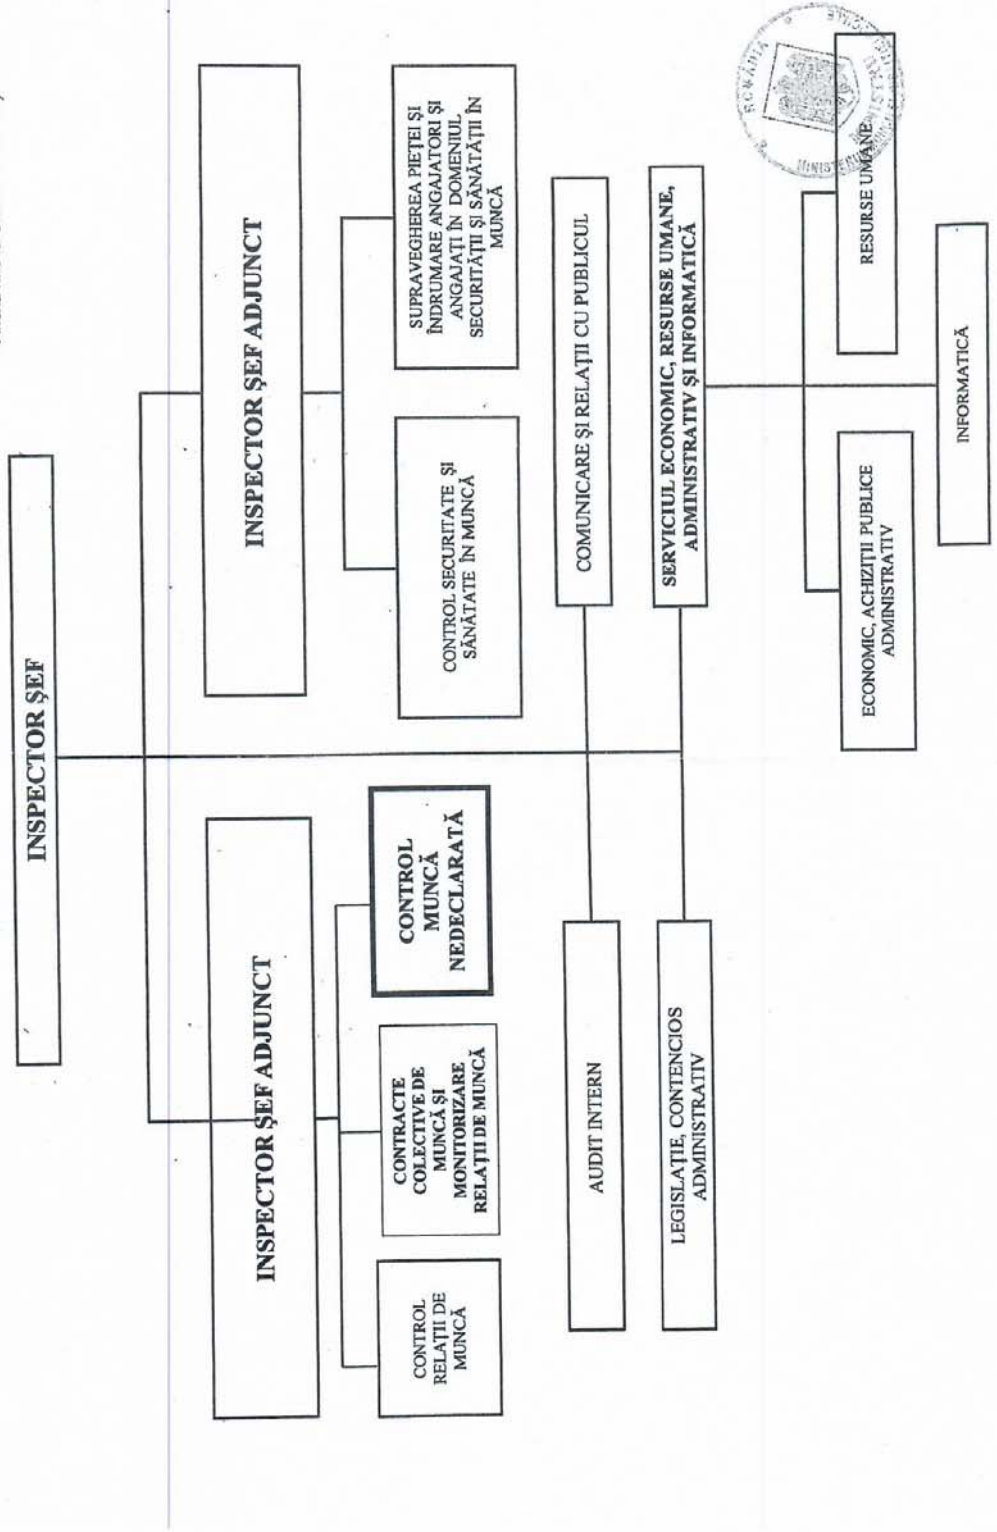 INSPECTOR ŞEF
INSPECTOR ŞEF ADJUNCT
CONTROL
RELAŢII DE
MUNCĂ
CONTRACTE
COLECTIVE DE
MUNCĂ ŞI
MONITORIZARE
RELAŢII DE MUNCĂ
CONTROL
MUNCĂ
NEDECLARATĂ
INSPECTOR ŞEF ADJUNCT
CONTROL SECURITATE ŞI
SĂNĂTATE ÎN MUNCĂ
SUPRAVEGHEREA PIEŢEI ŞI
ÎNDRUMARE ANGAJATORI ŞI
ANGAJAŢI ÎN DOMENIUL
SECURITĂŢII ŞI SĂNĂTĂŢII ÎN
MUNCĂ
AUDIT INTERN
COMUNICARE ŞI RELAŢII CU PUBLICUL
LEGISLAŢIE, CONTENCIOS
ADMINISTRATIV
SERVICIUL ECONOMIC, RESURSE UMANE,
ADMINISTRATIV ŞI INFORMATICĂ
ECONOMIC, ACHIZIŢII PUBLICE
ADMINISTRATIV
RESURSE UMANE
INFORMATICĂ
ROMÂNIA